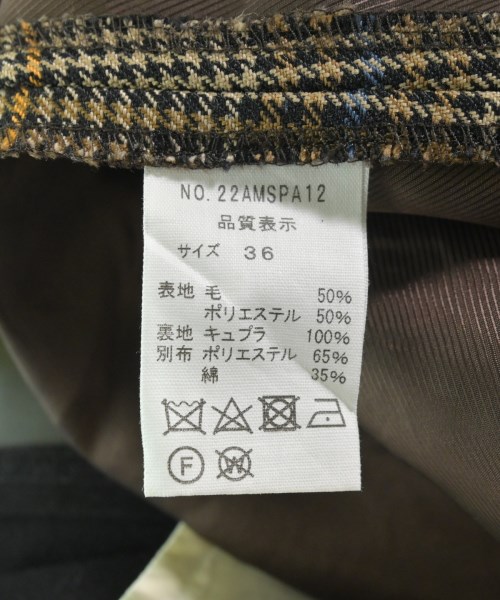 NO. 22AMSPA12
品質表示
サイズ 36
表地 毛 50%
ポリエステル 50%
裏地 キュプラ 100%
別布 ポリエステル 65%
綿 35%
F W